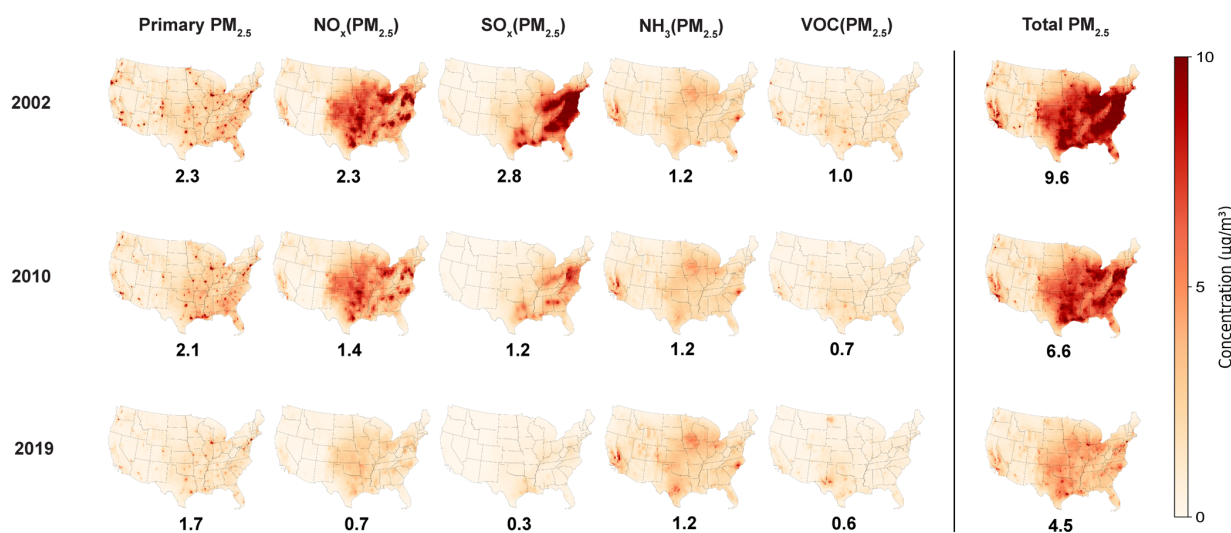 Primary PM2.5 NOx(PM2.5) SOx(PM2.5) NH3(PM2.5) VOC(PM2.5) Total PM2.5
2002
2.3 2.3 2.8 1.2 1.0 9.6
2010
2.1 1.4 1.2 1.2 0.7 6.6
2019
1.7 0.7 0.3 1.2 0.6 4.5
10
5
0
Concentration (µg/m³)